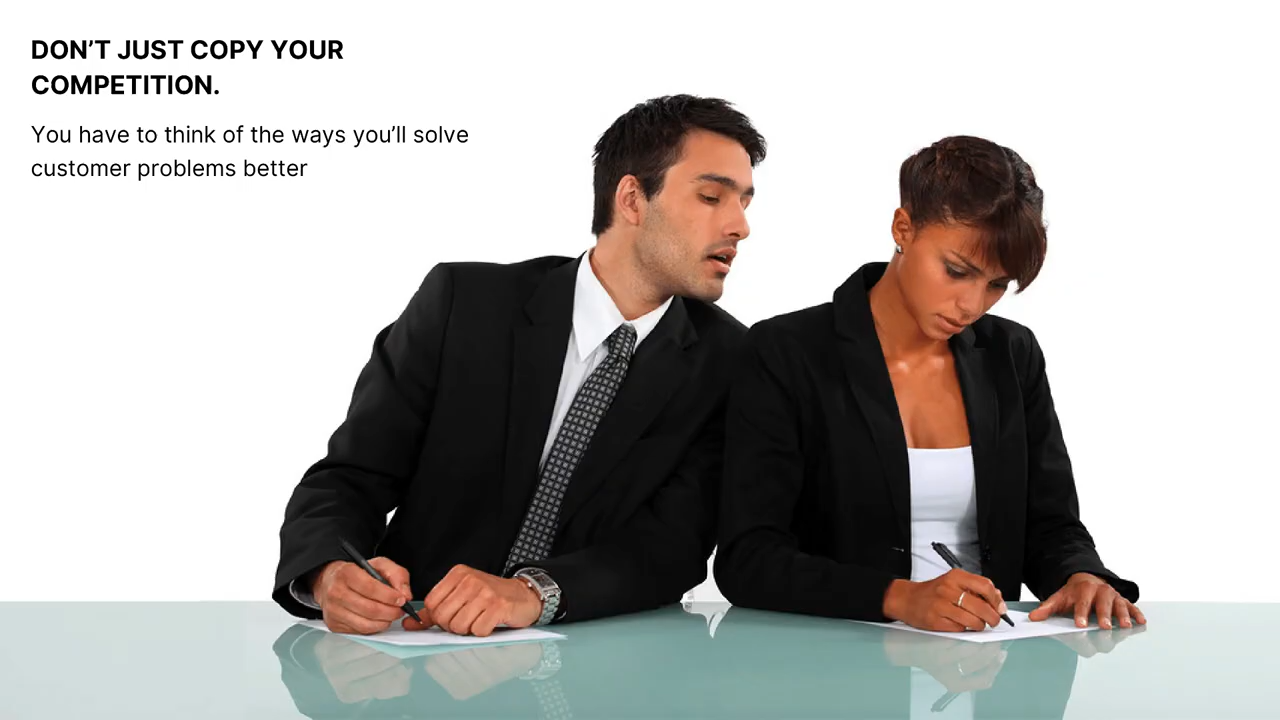 DON’T JUST COPY YOUR
COMPETITION.
You have to think of the ways you’ll solve
customer problems better